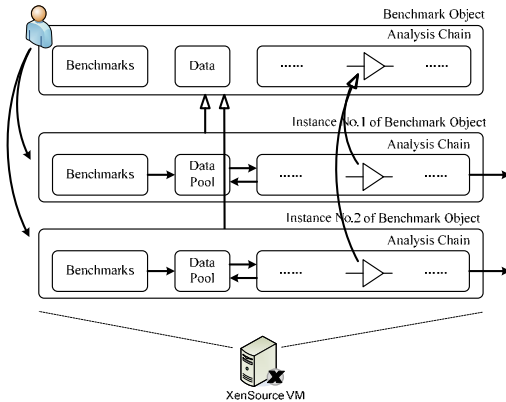 Benchmark Object
Analysis Chain
Benchmarks
Data
......
......
Instance No.1 of Benchmark Object
Analysis Chain
Benchmarks
Data
Pool
......
......
Instance No.2 of Benchmark Object
Analysis Chain
Benchmarks
Data
Pool
......
......
X
XenSource VM